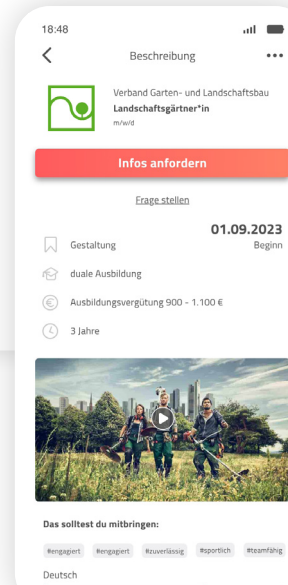 18:48
Beschreibung
Verband Garten- und Landschaftsbau
Landschaftsgärtner*in
m/w/d
Infos anfordern
Frage stellen
01.09.2023
Gestaltung
Beginn
duale Ausbildung
Ausbildungsvergütung 900 - 1.100 €
3 Jahre
Das solltest du mitbringen:
#engagiert #engagiert #zuverlässig #sportlich #teamfähig
Deutsch